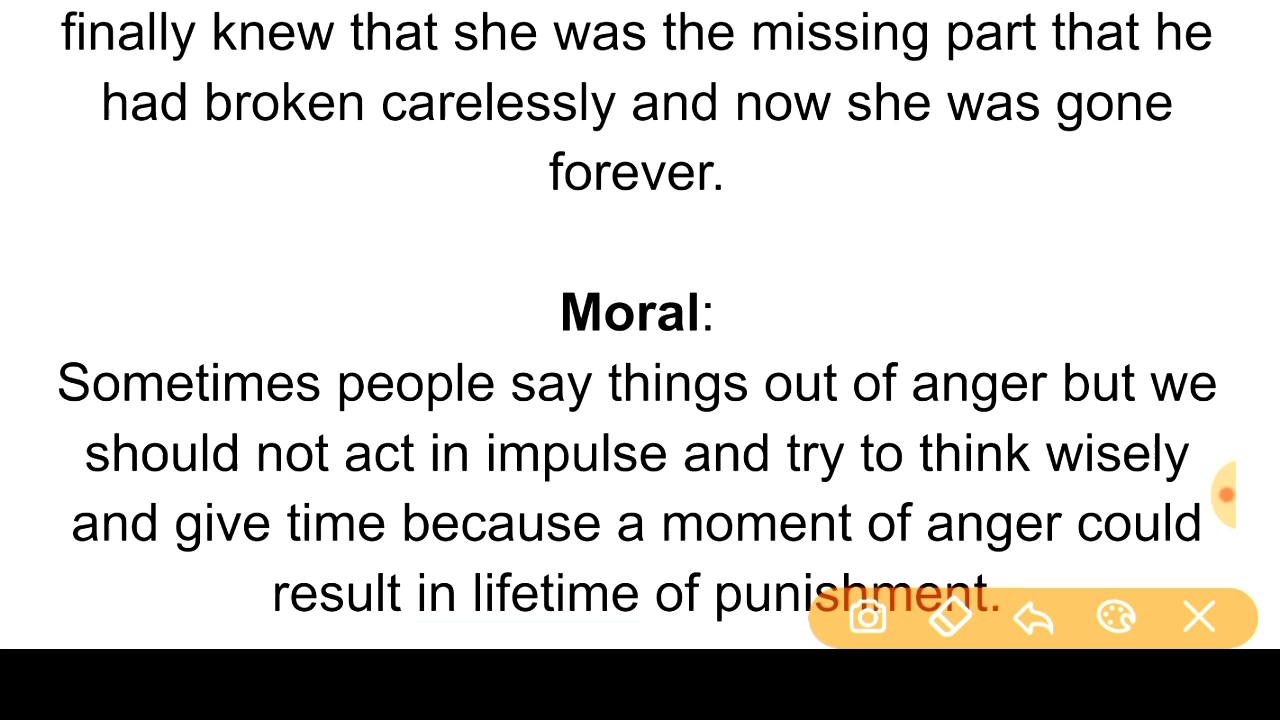 finally knew that she was the missing part that he
had broken carelessly and now she was gone
forever.
Moral:
Sometimes people say things out of anger but we
should not act in impulse and try to think wisely
and give time because a moment of anger could
result in lifetime of punishment.